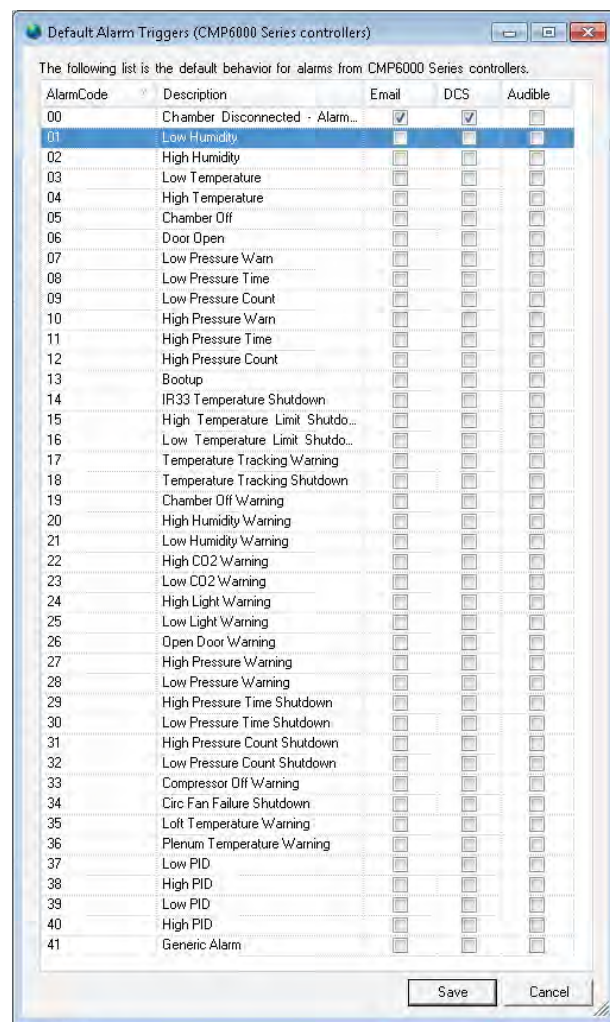 Default Alarm Triggers (CMP6000 Series controllers)
The following list is the default behavior for alarms from CMP6000 Series controllers.
AlarmCode Description Email DCS Audible
00 Chamber Disconnected - Alarm...
01 Low Humidity
02 High Humidity
03 Low Temperature
04 High Temperature
05 Chamber Off
06 Door Open
07 Low Pressure Warn
08 Low Pressure Time
09 Low Pressure Count
10 High Pressure Warn
11 High Pressure Time
12 High Pressure Count
13 Bootup
14 IR33 Temperature Shutdown
15 High Temperature Limit Shutdo...
16 Low Temperature Limit Shutdo...
17 Temperature Tracking Warning
18 Temperature Tracking Shutdown
19 Chamber Off Warning
20 High Humidity Warning
21 Low Humidity Warning
22 High CO2 Warning
23 Low CO2 Warning
24 High Light Warning
25 Low Light Warning
26 Open Door Warning
27 High Pressure Warning
28 Low Pressure Warning
29 High Pressure Time Shutdown
30 Low Pressure Time Shutdown
31 High Pressure Count Shutdown
32 Low Pressure Count Shutdown
33 Compressor Off Warning
34 Circ Fan Failure Shutdown
35 Loft Temperature Warning
36 Plenum Temperature Warning
37 Low PID
38 High PID
39 Low PID
40 High PID
41 Generic Alarm
Save Cancel